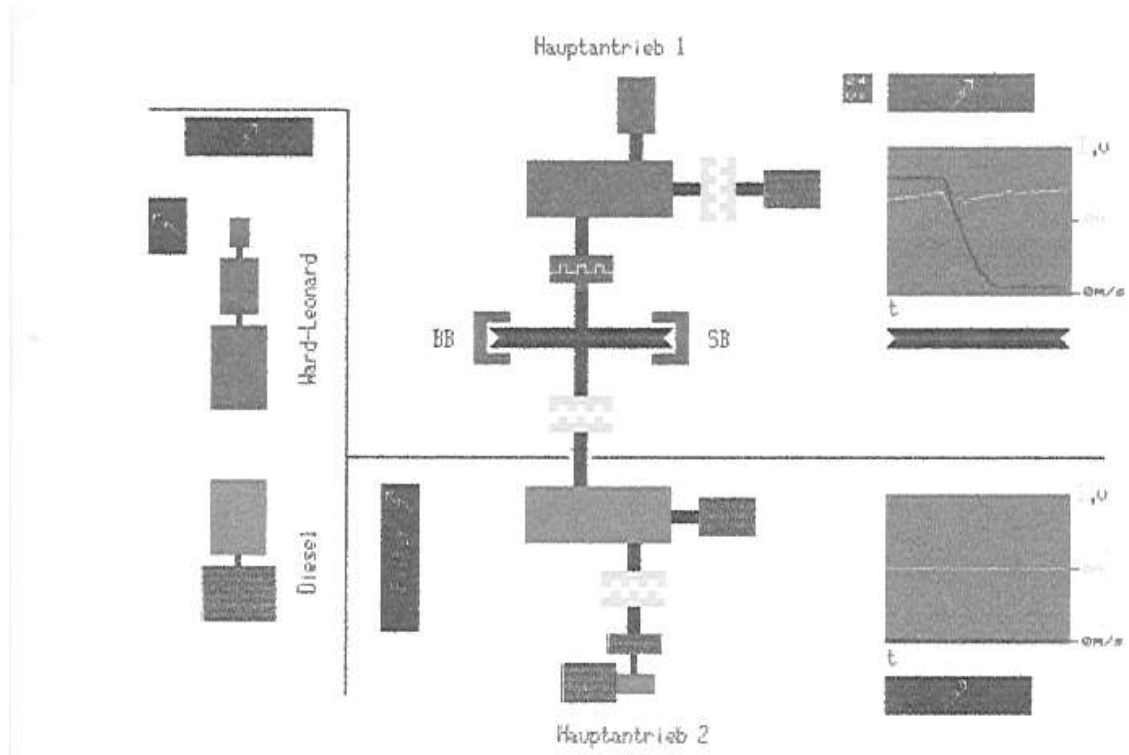 Hauptantrieb 1
I,U
0m/s
t
Ward-Leonard
BB
SB
Diesel
I,U
0m/s
t
Hauptantrieb 2